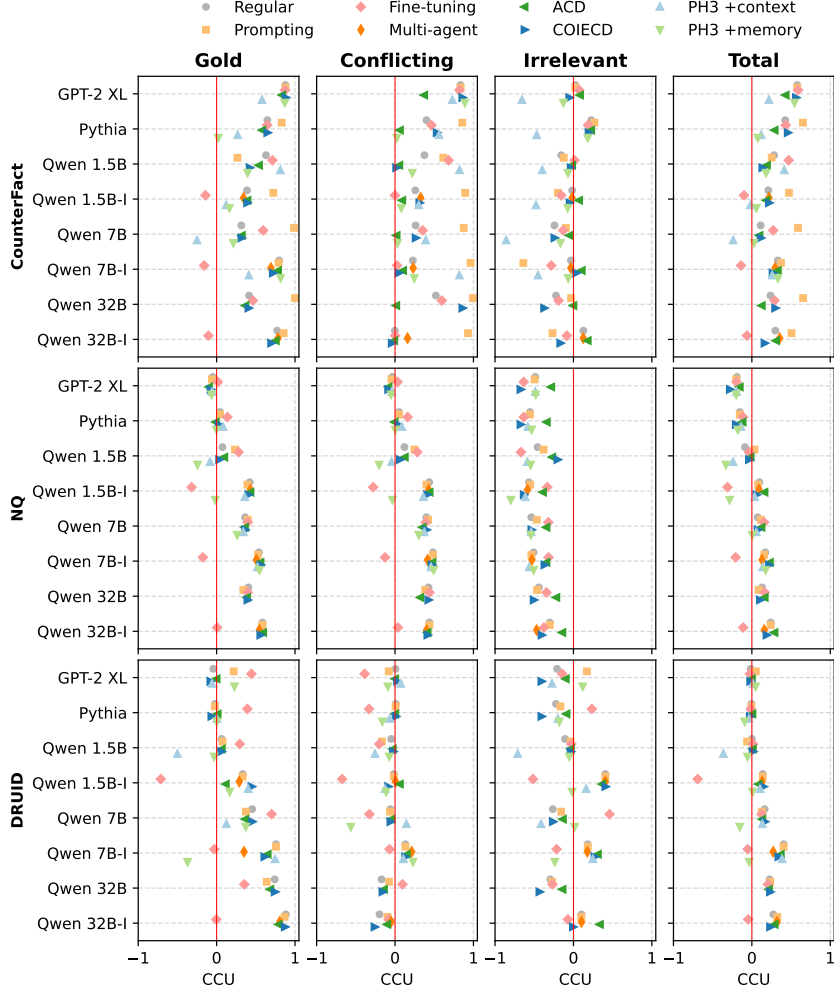 Regular Fine-tuning ACD PH3 +context
Prompting Multi-agent COIECD PH3 +memory
Gold Conflicting Irrelevant Total
CounterFact
GPT-2 XL
Pythia
Qwen 1.5B
Qwen 1.5B-I
Qwen 7B
Qwen 7B-I
Qwen 32B
Qwen 32B-I
NQ
GPT-2 XL
Pythia
Qwen 1.5B
Qwen 1.5B-I
Qwen 7B
Qwen 7B-I
Qwen 32B
Qwen 32B-I
DRUID
GPT-2 XL
Pythia
Qwen 1.5B
Qwen 1.5B-I
Qwen 7B
Qwen 7B-I
Qwen 32B
Qwen 32B-I
−1 0 1 −1 0 1 −1 0 1 −1 0 1
CCU CCU CCU CCU